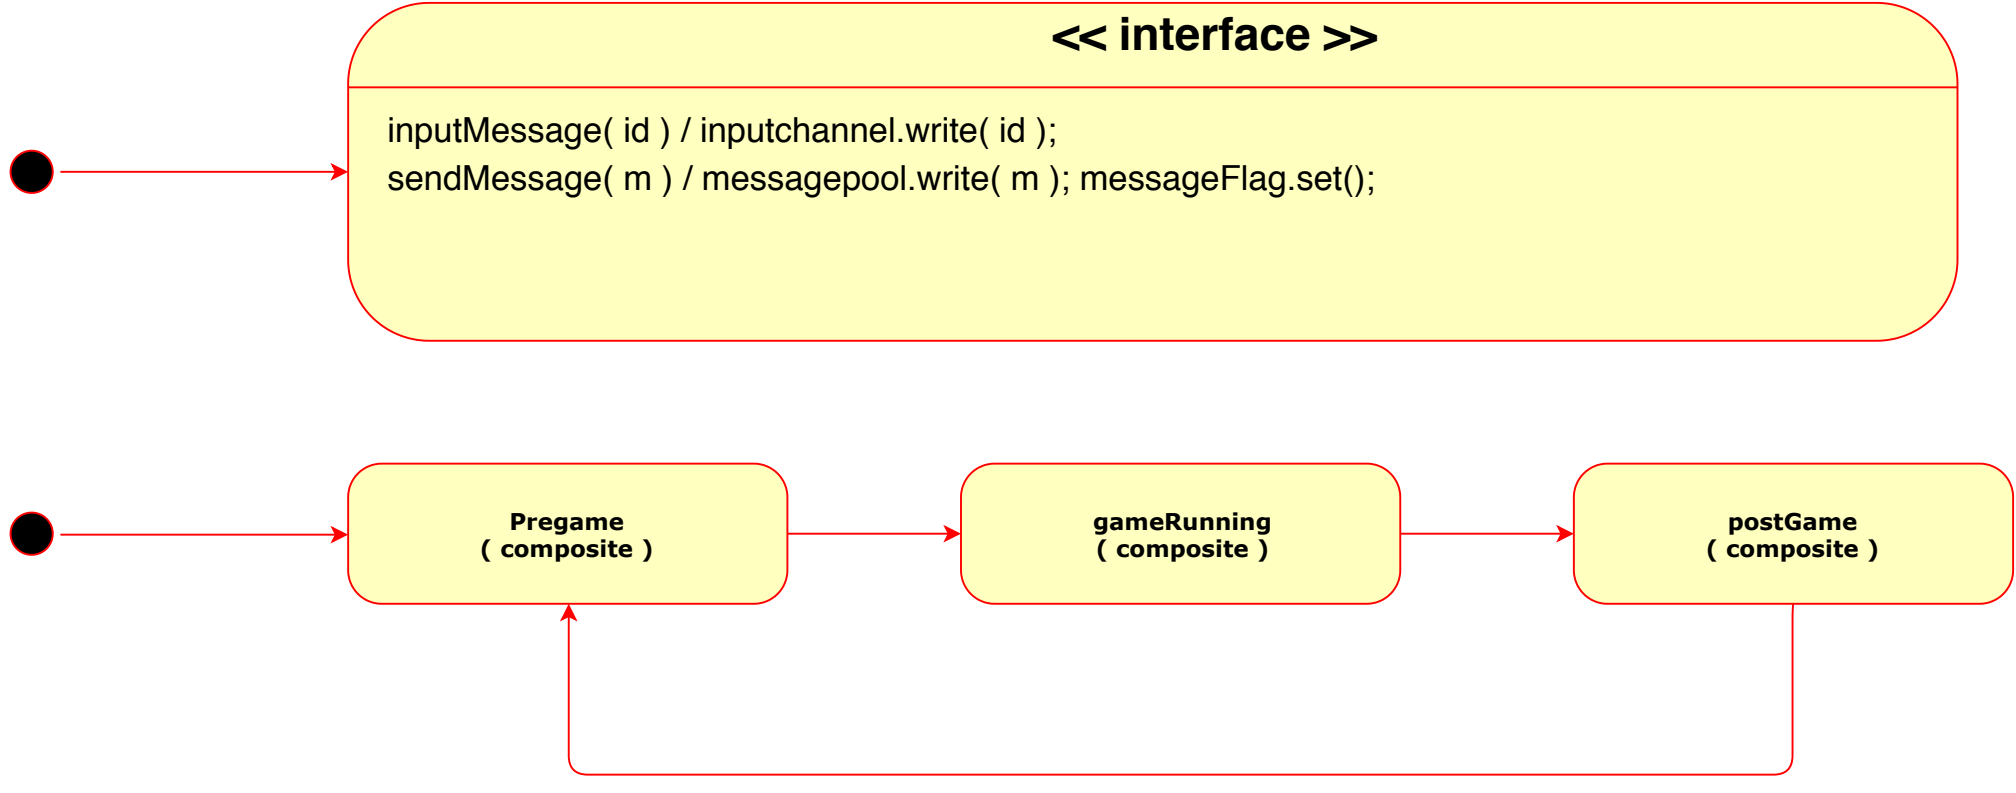 << interface >>
inputMessage( id ) / inputchannel.write( id );
sendMessage( m ) / messagepool.write( m ); messageFlag.set();
Pregame
( composite )
gameRunning
( composite )
postGame
( composite )